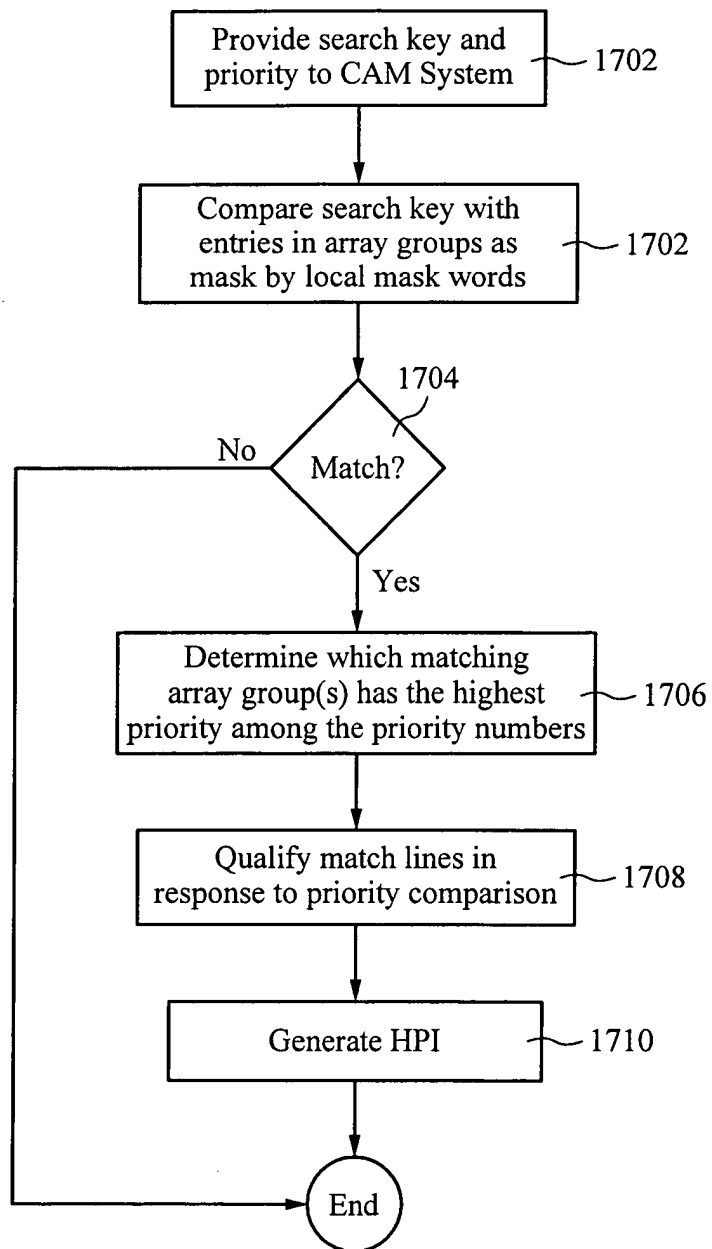 Provide search key and
priority to CAM System
1702
Compare search key with
entries in array groups as
mask by local mask words
1702
1704
Match?
No
Yes
Determine which matching
array group(s) has the highest
priority among the priority numbers
1706
Qualify match lines in
response to priority comparison
1708
Generate HPI
1710
End